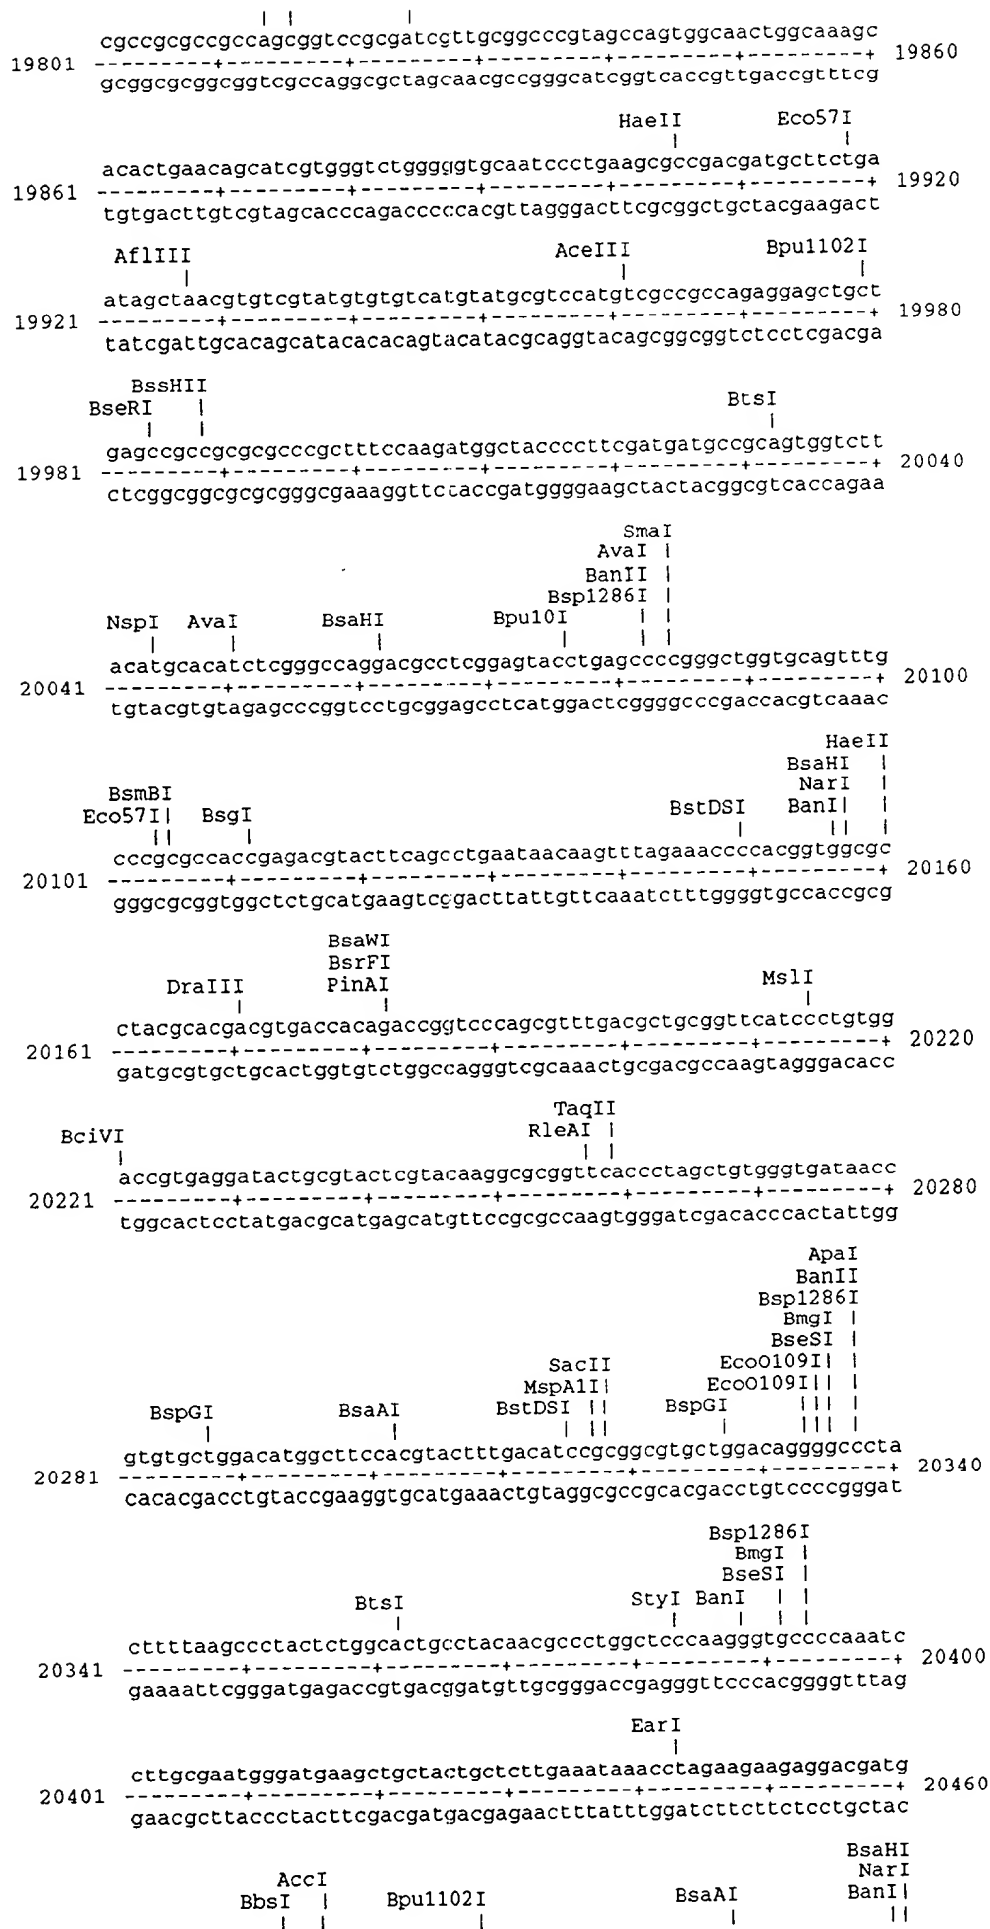 cgccgcgccgccagcggtccgcgatcgttgcggcccgtagccagtggcaactggcaaagc
19801 ---------+---------+---------+---------+---------+---------+ 19860
gcggcgcggcggtcgccaggcgctagcaacgccgggcatcggtcaccgttgaccgtttcg
HaeII Eco57I
acactgaacagcatcgtgggtctgggggtgcaatccctgaagcgccgacgatgcttctga
19861 ---------+---------+---------+---------+---------+---------+ 19920
tgtgacttgtcgtagcacccagacccccacgttagggacttcgcggctgctacgaagact
AflIII AceIII Bpu1102I
atagctaacgtgtcgtatgtgtgtcatgtatgcgtccatgtcgccgccagaggagctgct
19921 ---------+---------+---------+---------+---------+---------+ 19980
tatcgattgcacagcatacacacagtacatacgcaggtacagcggcggtctcctcgacga
BssHII
BseRI |
gagccgccgcgcgcccgctttccaagatggctaccccttcgatgatgccgcagtggtctt
BtsI
19981 ---------+---------+---------+---------+---------+---------+ 20040
ctcggcggcgcgcgggcgaaaggttctaccgatggggaagctactacggcgtcaccagaa
SmaI
AvaI |
BanII |
Bsp1286I |
NspI AvaI BsaHI Bpu10I | |
acatgcacatctcgggccaggacgcctcggagtacctgagccccgggctggtgcagtttg
20041 ---------+---------+---------+---------+---------+---------+ 20100
tgtacgtgtagagcccggtcctgcggagcctcatggactcggggcccgaccacgtcaaac
HaeII
BsaHI |
NarI |
BsmBI
Eco57I| BsgI BstDSI BanI| |
cccgcgccaccgagacgtacttcagcctgaataacaagtttagaaaccccacggtggcgc
20101 ---------+---------+---------+---------+---------+---------+ 20160
gggcgcggtggctctgcatgaagtcggacttattgttcaaatctttggggtgccaccgcg
BsaWI
BsrFI
DraIII PinAI MslI
ctacgcacgacgtgaccacagaccggtcccagcgtttgacgctgcggttcatccctgtgg
20161 ---------+---------+---------+---------+---------+---------+ 20220
gatgcgtgctgcactggtgtctggccagggtcgcaaactgcgacgccaagtagggacacc
TaqII
BciVI RleAI |
accgtgaggatactgcgtactcgtacaaggcgcggttcaccctagctgtgggtgataacc
20221 ---------+---------+---------+---------+---------+---------+ 20280
tggcactcctatgacgcatgagcatgttccgcgccaagtgggatcgacacccactattgg
ApaI
BanII
Bsp1286I
BmgI |
BseSI |
SacII EcoO109I|| |
MspA1I| EcoO109I||| |
BspGI BsaAI BstDSI || BspGI |||| |
gtgtgctggacatggcttccacgtactttgacatccgcggcgtgctggacaggggcccta
20281 ---------+---------+---------+---------+---------+---------+ 20340
cacacgacctgtaccgaaggtgcatgaaactgtaggcgccgcacgacctgtccccgggat
Bsp1286I
BmgI |
BseSI |
BtsI StyI BanI | |
cttttaagccctactctggcactgcctacaacgccctggctcccaagggtgccccaaatc
20341 ---------+---------+---------+---------+---------+---------+ 20400
gaaaattcgggatgagaccgtgacggatgttgcgggaccgagggttcccacggggtttag
EarI
cttgcgaatgggatgaagctgctactgctcttgaaataaacctagaagaagaggacgatg
20401 ---------+---------+---------+---------+---------+---------+ 20460
gaacgcttaccctacttcgacgatgacgagaactttatttggatcttcttctcctgctac
BsaHI
AccI NarI
BbsI | Bpu1102I BsaAI BanI|